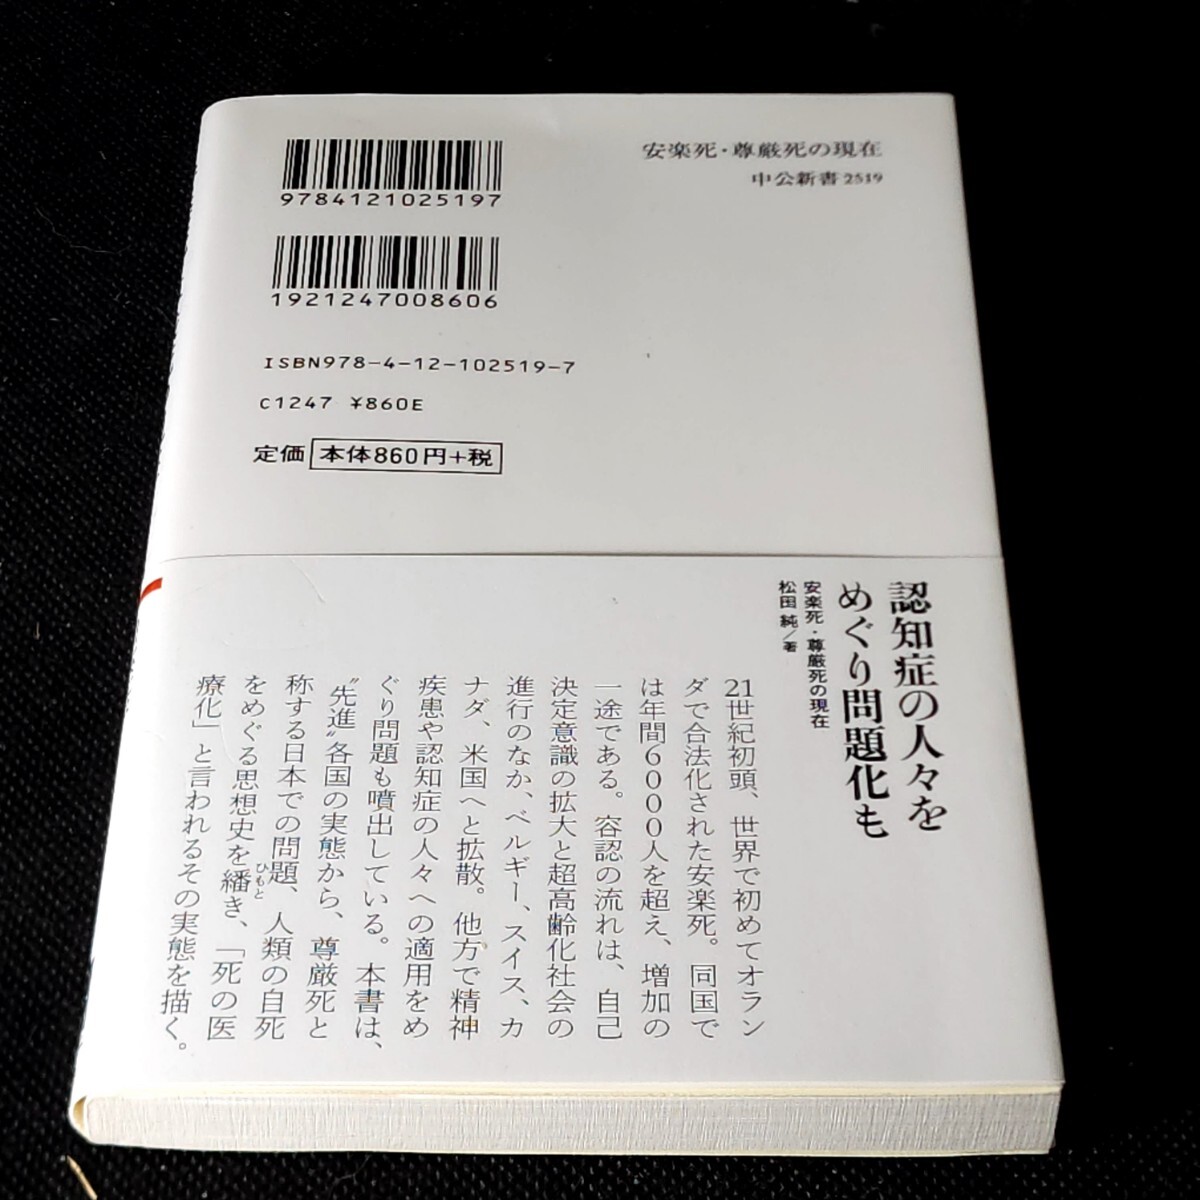 9784121025197
1921247008606
ISBN978-4-12-102519-7
C1247 ¥860E
定価 本体860円+税
安楽死・尊厳死の現在
中公新書 2519
認知症の人々を
めぐり問題化も
安楽死・尊厳死の現在
松田 純/著
21世紀初頭、世界で初めてオラン
ダで合法化された安楽死。同国で
は年間6000人を超え、増加の
一途である。容認の流れは、自己
決定意識の拡大と超高齢化社会の
進行のなか、ベルギー、スイス、カ
ナダ、米国へと拡散。他方で精神
疾患や認知症の人々への適用をめ
ぐり問題も噴出している。本書は、
〝先進〟各国の実態から、尊厳死と
称する日本での問題、人類の自死
をめぐる思想史を繙き、「死の医
ひもと
療化」と言われるその実態を描く。